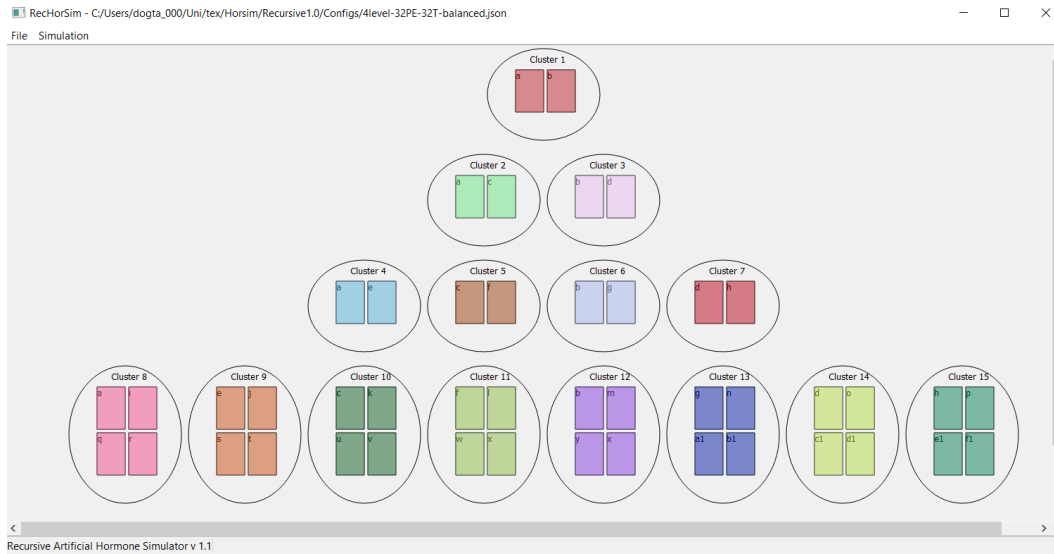 RecHorSim - C:/Users/dogta_000/Uni/tex/Horsim/Recursive1.0/Configs/4level-32PE-32T-balanced.json
File Simulation
Cluster 1
a b
Cluster 2 Cluster 3
a c b d
Cluster 4 Cluster 5 Cluster 6 Cluster 7
a e c f b g d h
Cluster 8 Cluster 9 Cluster 10 Cluster 11 Cluster 12 Cluster 13 Cluster 14 Cluster 15
a i e j c k f l b m g n d o h p
q r s t u v w x y x a1 b1 c1 d1 e1 f1
Recursive Artificial Hormone Simulator v 1.1